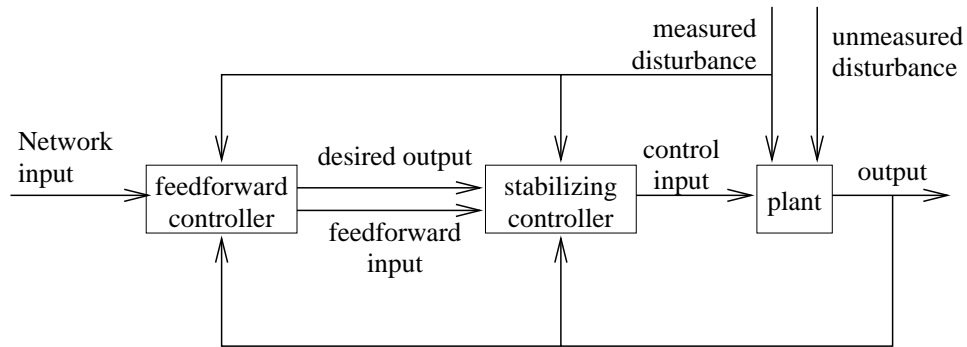 measured
disturbance
unmeasured
disturbance
Network
input
feedforward
controller
desired output
feedforward
input
stabilizing
controller
control
input
plant
output